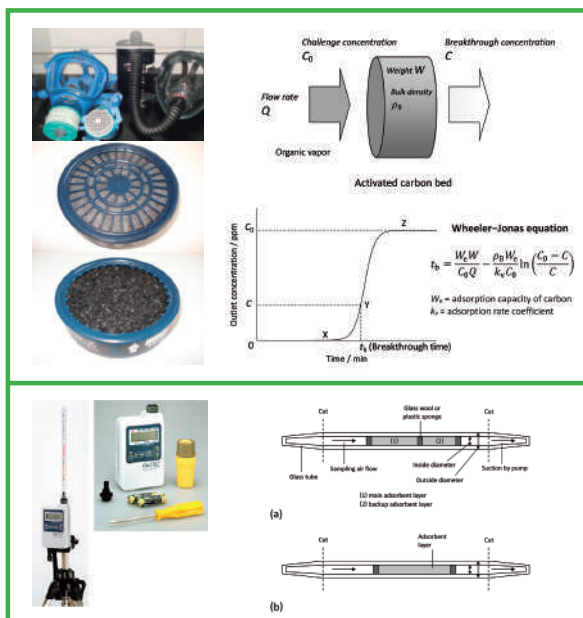 Challenge concentration
C₀
Breakthrough concentration
C
Weight W
Bulk density
ρB
Flow rate
Q
Organic vapor
Activated carbon bed
Outlet concentration / ppm
C₀
C
0
X
Y
Z
tb (Breakthrough time)
Time / min
Wheeler–Jonas equation
tb = WeW/C₀Q − ρBWe/kvC₀ ln((C₀ − C)/C)
We = adsorption capacity of carbon
kv = adsorption rate coefficient
GASTEC
Cut
Glass wool or
plastic sponge
Cut
(1)
(2)
Glass tube
Sampling air flow
Inside diameter
Outside diameter
Suction by pump
(1) main adsorbent layer
(2) backup adsorbent layer
(a)
Cut
Adsorbent
layer
Cut
(b)